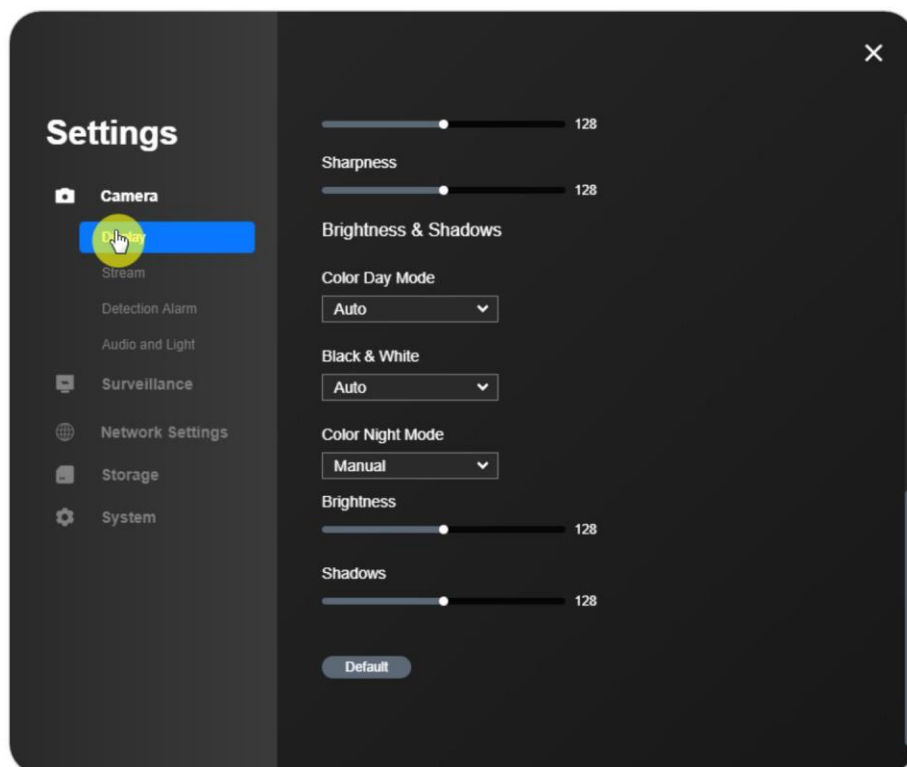 Settings
Camera
Display
Stream
Detection Alarm
Audio and Light
Surveillance
Network Settings
Storage
System
128
Sharpness
128
Brightness & Shadows
Color Day Mode
Auto
Black & White
Auto
Color Night Mode
Manual
Brightness
128
Shadows
128
Default